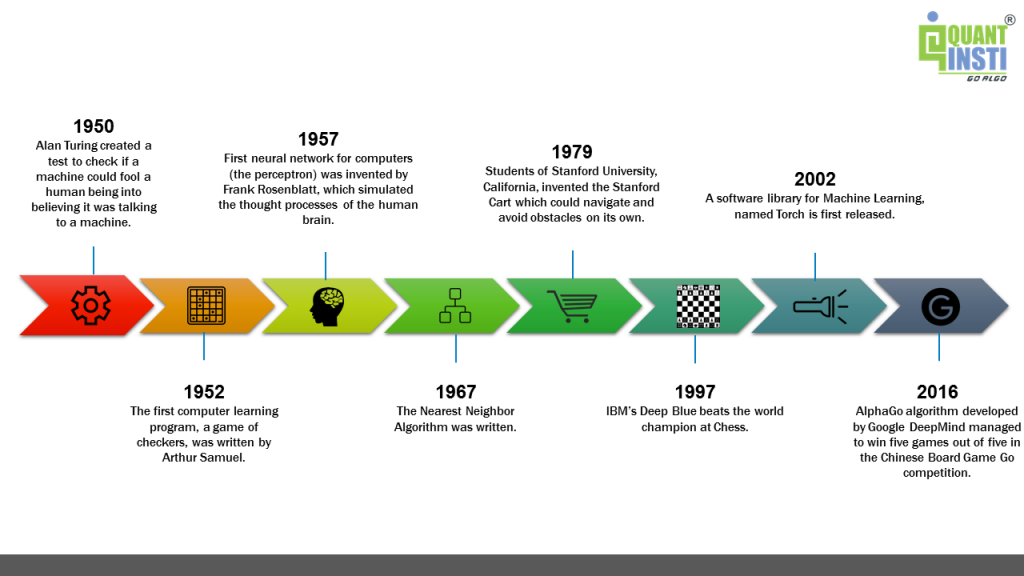 QUANT
INSTI
®
GO ALGO
1950
Alan Turing created a
test to check if a
machine could fool a
human being into
believing it was talking
to a machine.
1957
First neural network for computers
(the perceptron) was invented by
Frank Rosenblatt, which simulated
the thought processes of the human
brain.
1979
Students of Stanford University,
California, invented the Stanford
Cart which could navigate and
avoid obstacles on its own.
2002
A software library for Machine Learning,
named Torch is first released.
G
1952
The first computer learning
program, a game of
checkers, was written by
Arthur Samuel.
1967
The Nearest Neighbor
Algorithm was written.
1997
IBM's Deep Blue beats the world
champion at Chess.
2016
AlphaGo algorithm developed
by Google DeepMind managed
to win five games out of five in
the Chinese Board Game Go
competition.